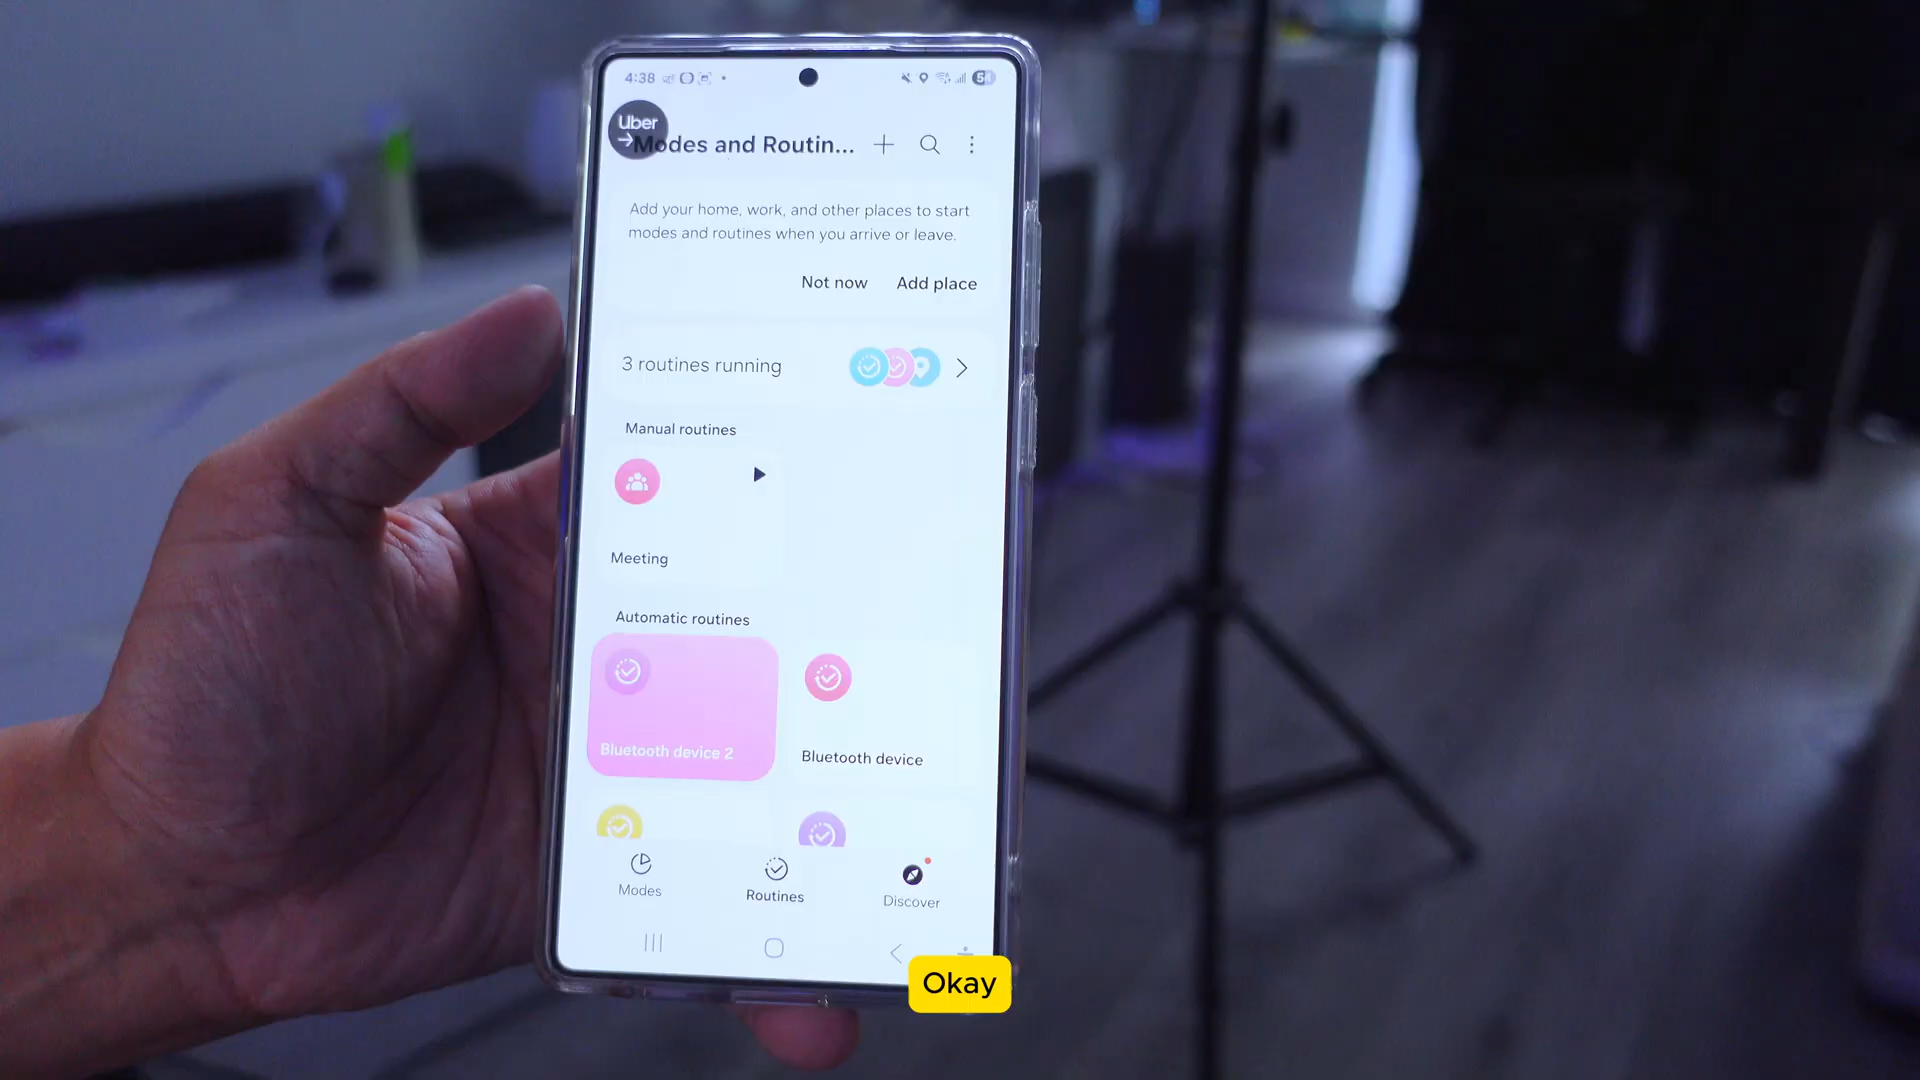 4:38
Uber
Modes and Routin...
Add your home, work, and other places to start
modes and routines when you arrive or leave.
Not now
Add place
3 routines running
Manual routines
Meeting
Automatic routines
Bluetooth device 2
Bluetooth device
Modes
Routines
Discover
Okay